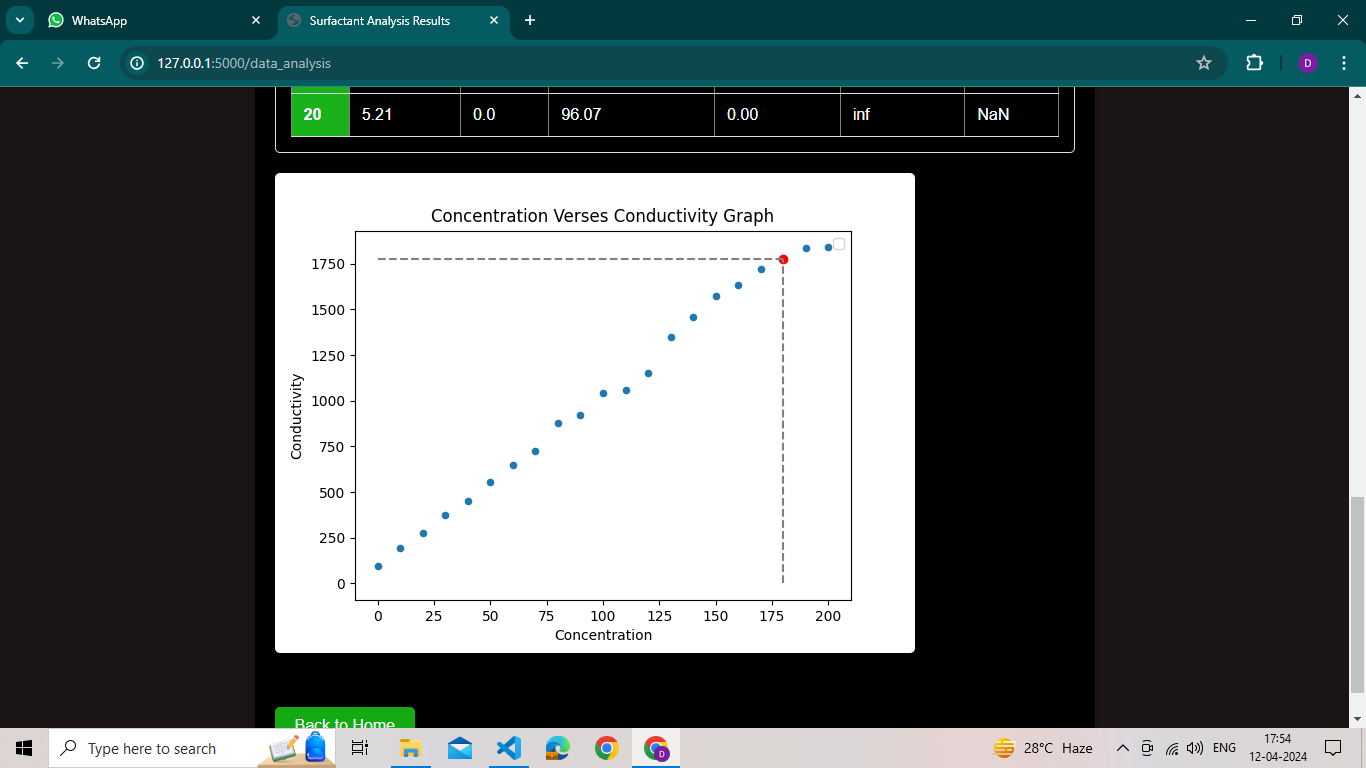 WhatsApp
Surfactant Analysis Results
127.0.0.1:5000/data_analysis
D
20 5.21 0.0 96.07 0.00 inf NaN
Concentration Verses Conductivity Graph
1750
1500
1250
1000
750
500
250
0
Conductivity
0 25 50 75 100 125 150 175 200
Concentration
Back to Home
Type here to search
D
28°C Haze
ENG
17:54
12-04-2024